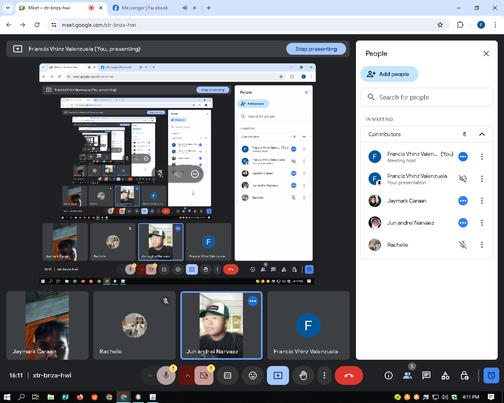 Meet – xtr-bnza-hwi
Messenger | Facebook
meet.google.com/xtr-bnza-hwi
Francis Vhinz Valenzuela (You, presenting)
Stop presenting
People
Add people
Search for people
IN MEETING
Contributors
5
Francis Vhinz Valen... (You)
Meeting host
Francis Vhinz Valenzuela
Your presentation
Jaymark Caraan
Jun andrei Narvaez
Rachelle
Jaymark Caraan
Rachelle
Jun andrei Narvaez
Francis Vhinz Valenzuela
16:11 | xtr-bnza-hwi
4:11 PM